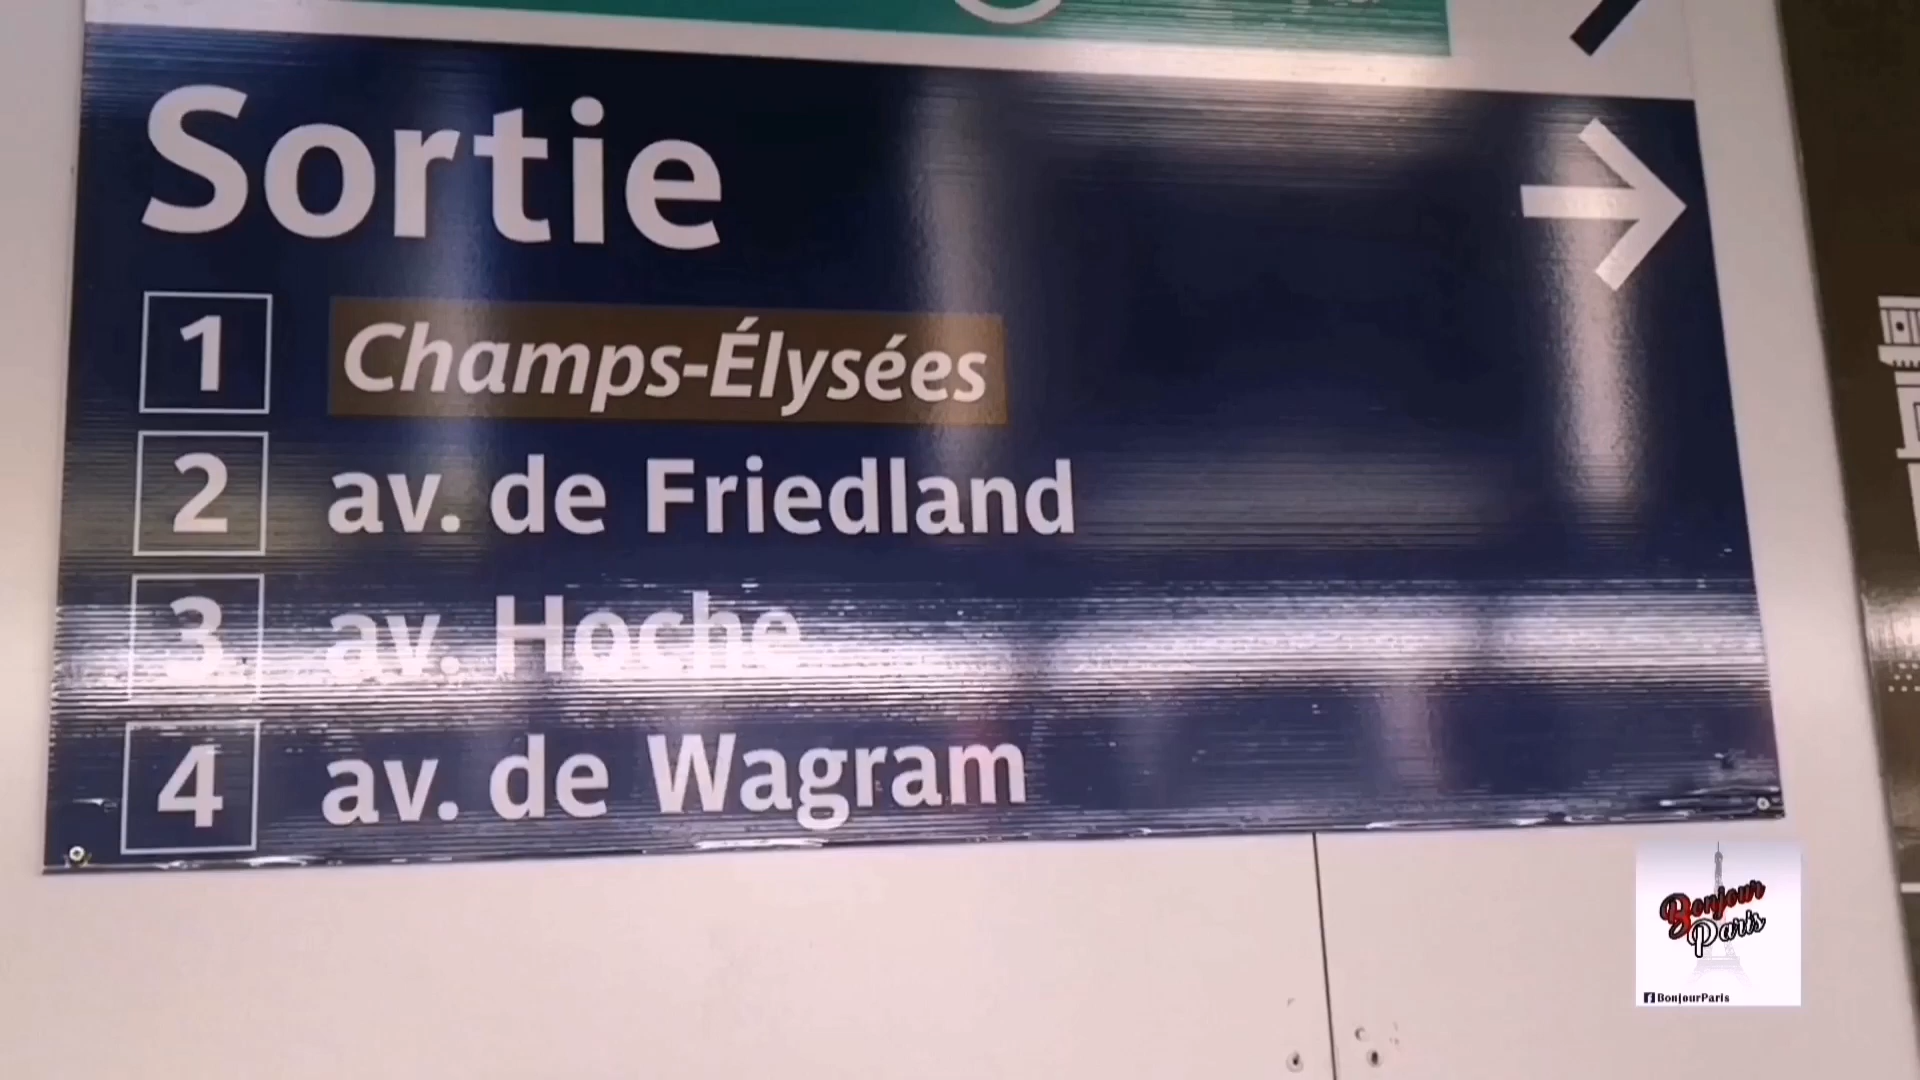 Sortie
1 Champs-Élysées
2 av. de Friedland
3 av. Hoche
4 av. de Wagram
Bonjour
Paris
BonjourParis